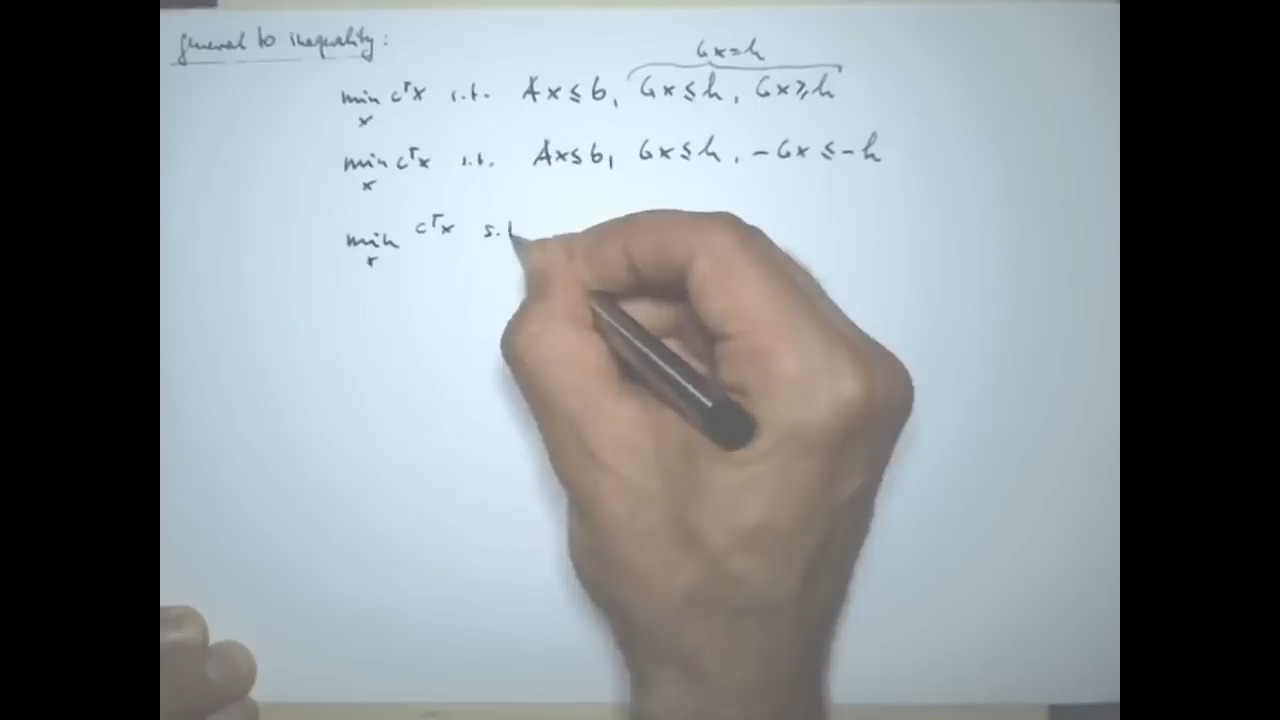 general to inequality:
Gx=h
min cᵀx s.t. Ax ≤ b, Gx ≤ h, Gx ≥ h
x
min cᵀx s.t. Ax ≤ b, Gx ≤ h, -Gx ≤ -h
x
min cᵀx s.t
x